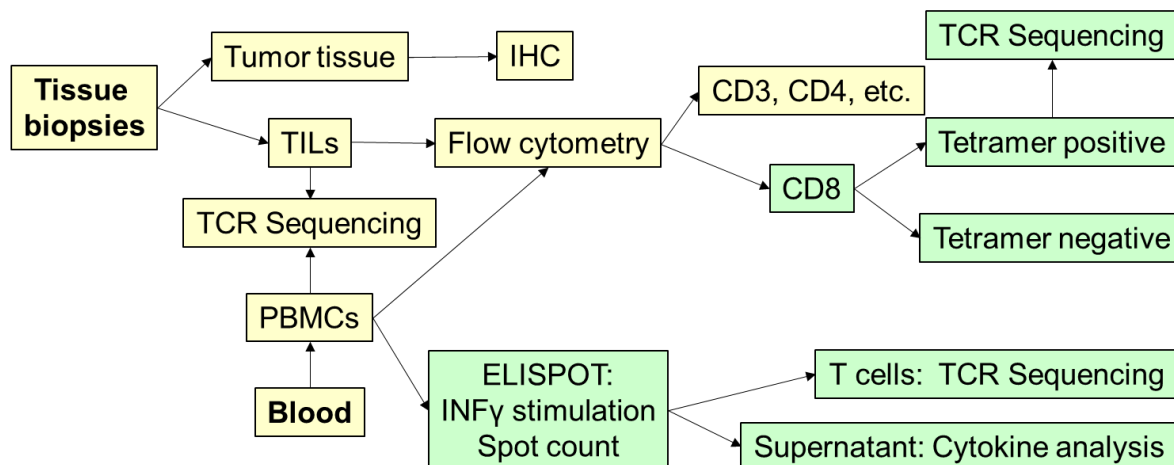 Tissue
biopsies
Tumor tissue
IHC
TILs
Flow cytometry
CD3, CD4, etc.
TCR Sequencing
Tetramer positive
CD8
Tetramer negative
TCR Sequencing
PBMCs
Blood
ELISPOT:
INFγ stimulation
Spot count
T cells: TCR Sequencing
Supernatant: Cytokine analysis